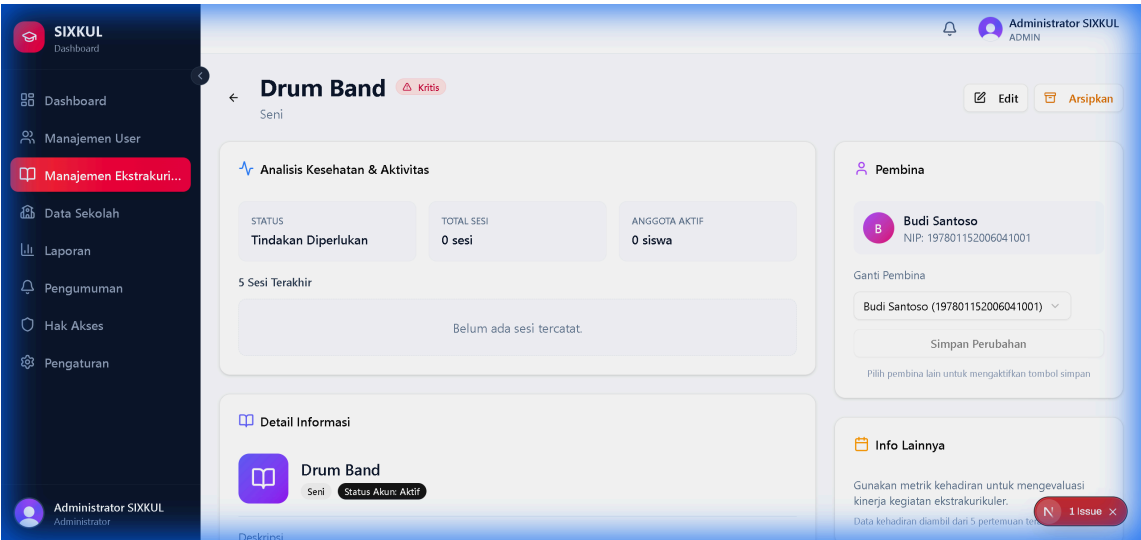 SIXKUL
Dashboard
Dashboard
Manajemen User
Manajemen Ekstrakuri...
Data Sekolah
Laporan
Pengumuman
Hak Akses
Pengaturan
Administrator SIXKUL
Administrator
Administrator SIXKUL
ADMIN
Drum Band
Kritis
Seni
Edit
Arsipkan
Analisis Kesehatan & Aktivitas
STATUS
Tindakan Diperlukan
TOTAL SESI
0 sesi
ANGGOTA AKTIF
0 siswa
5 Sesi Terakhir
Belum ada sesi tercatat.
Detail Informasi
Drum Band
Seni
Status Akun: Aktif
Deskripsi
Pembina
B
Budi Santoso
NIP: 197801152006041001
Ganti Pembina
Budi Santoso (197801152006041001)
Simpan Perubahan
Pilih pembina lain untuk mengaktifkan tombol simpan
Info Lainnya
Gunakan metrik kehadiran untuk mengevaluasi
kinerja kegiatan ekstrakurikuler.
Data kehadiran diambil dari 5 pertemuan
N
1 Issue